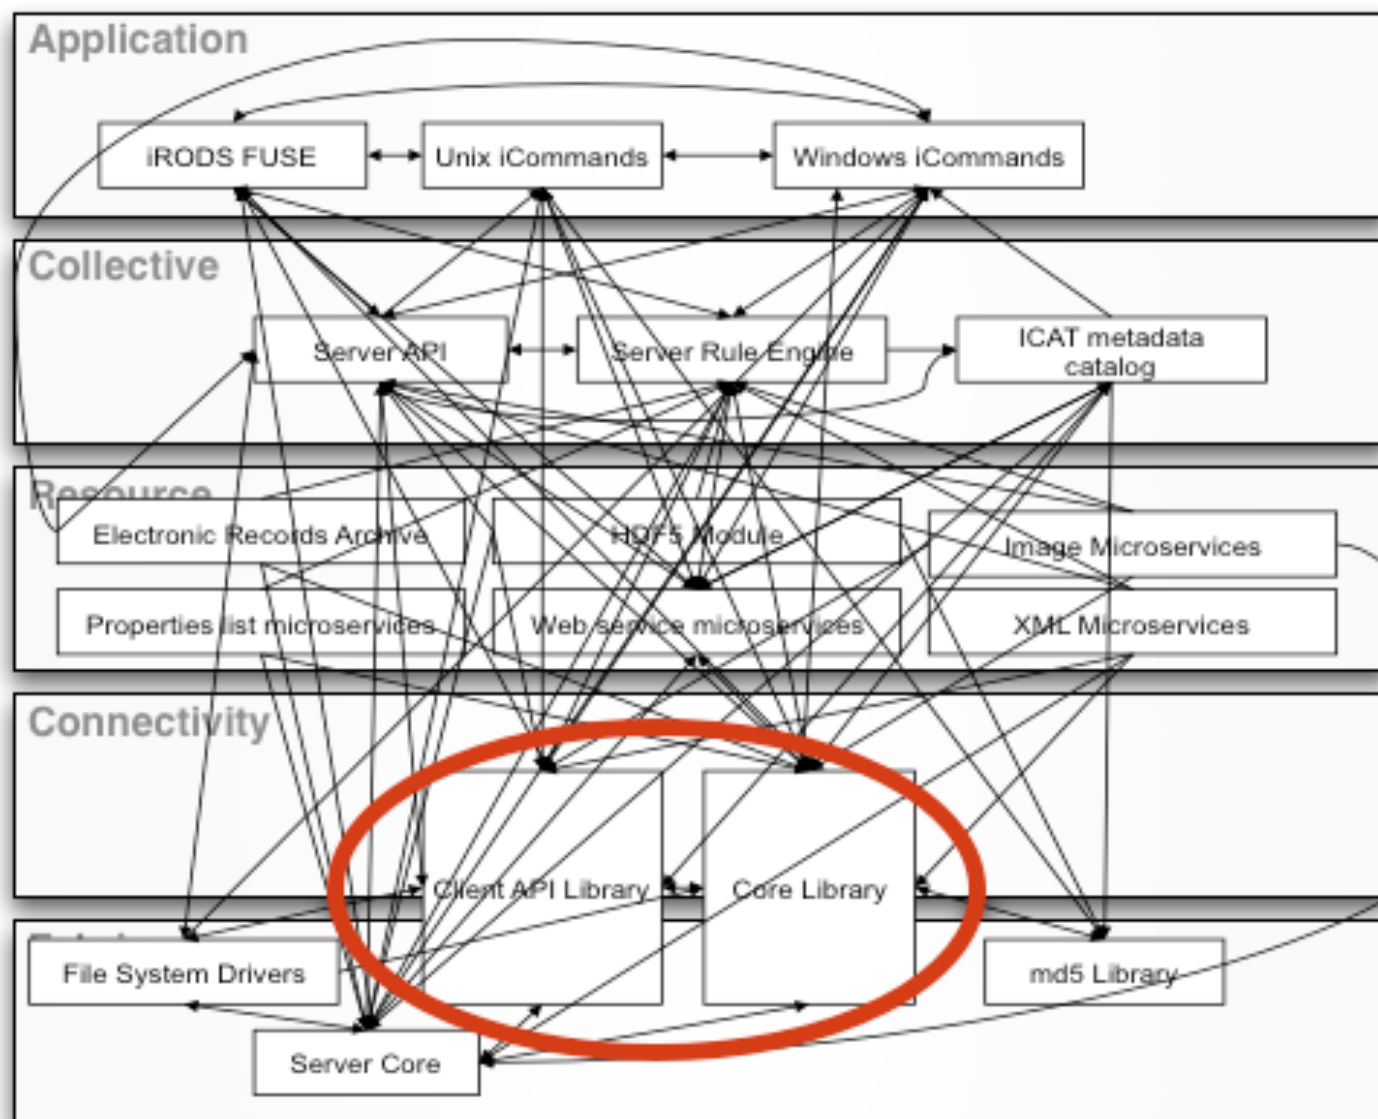 Application
iRODS FUSE
Unix iCommands
Windows iCommands
Collective
Server API
Server Rule Engine
ICAT metadata
catalog
Resource
Electronic Records Archive
HDF5 Module
Image Microservices
Properties list microservices
Web service microservices
XML Microservices
Connectivity
Client API Library
Core Library
File System Drivers
md5 Library
Server Core